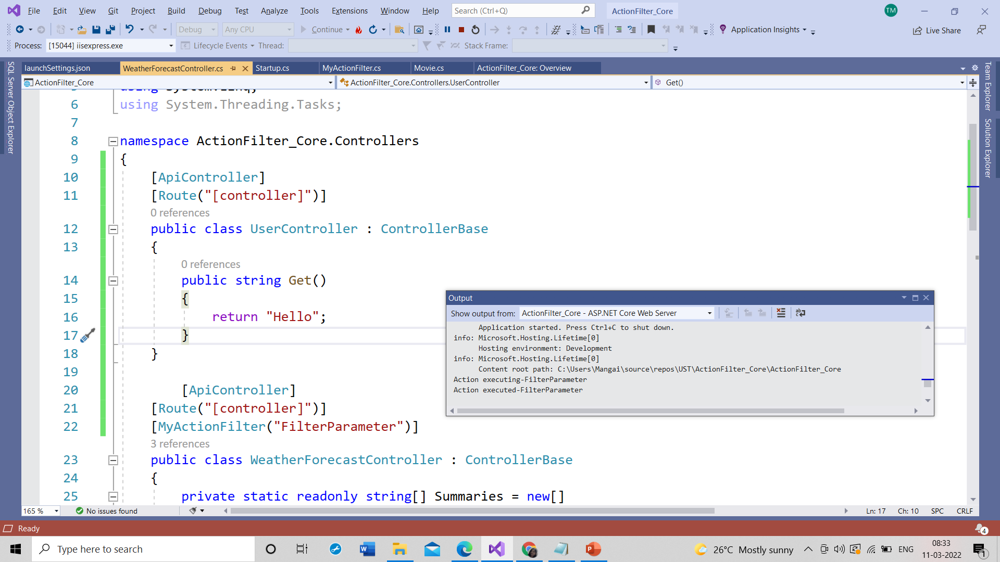 File Edit View Git Project Build Debug Test Analyze Tools Extensions Window Help Search (Ctrl+Q) ActionFilter_Core TM
Debug Any CPU Continue Application Insights Live Share
Process: [15044] iisexpress.exe Lifecycle Events Thread: Stack Frame:
launchSettings.json WeatherForecastController.cs Startup.cs MyActionFilter.cs Movie.cs ActionFilter_Core: Overview
ActionFilter_Core ActionFilter_Core.Controllers.UserController Get()
SQL Server Object Explorer
Team Explorer
Solution Explorer
5 using System.Linq;
6 using System.Threading.Tasks;
7
8 namespace ActionFilter_Core.Controllers
9 {
10 [ApiController]
11 [Route("[controller]")]
0 references
12 public class UserController : ControllerBase
13 {
0 references
14 public string Get()
15 {
16 return "Hello";
17 }
18 }
19
20 [ApiController]
21 [Route("[controller]")]
22 [MyActionFilter("FilterParameter")]
3 references
23 public class WeatherForecastController : ControllerBase
24 {
25 private static readonly string[] Summaries = new[]
Output
Show output from: ActionFilter_Core - ASP.NET Core Web Server
Application started. Press Ctrl+C to shut down.
info: Microsoft.Hosting.Lifetime[0]
Hosting environment: Development
info: Microsoft.Hosting.Lifetime[0]
Content root path: C:\Users\Mangai\source\repos\UST\ActionFilter_Core\ActionFilter_Core
Action executing-FilterParameter
Action executed-FilterParameter
165 % No issues found Ln: 17 Ch: 10 SPC CRLF
Ready 4
Type here to search 26°C Mostly sunny ENG 08:33
11-03-2022 1